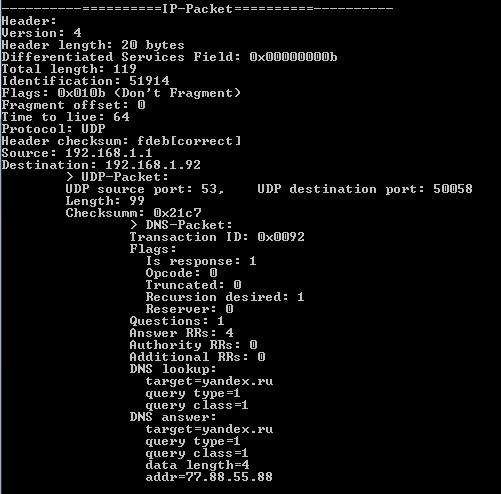 ----------==========IP-Packet==========----------
Header:
Version: 4
Header length: 20 bytes
Differentiated Services Field: 0x00000000b
Total length: 119
Identification: 51914
Flags: 0x010b (Don't Fragment)
Fragment offset: 0
Time to live: 64
Protocol: UDP
Header checksum: fdeb[correct]
Source: 192.168.1.1
Destination: 192.168.1.92
> UDP-Packet:
UDP source port: 53,    UDP destination port: 50058
Length: 99
Checksumm: 0x21c7
> DNS-Packet:
Transaction ID: 0x0092
Flags:
Is response: 1
Opcode: 0
Truncated: 0
Recursion desired: 1
Reserver: 0
Questions: 1
Answer RRs: 4
Authority RRs: 0
Additional RRs: 0
DNS lookup:
target=yandex.ru
query type=1
query class=1
DNS answer:
target=yandex.ru
query type=1
query class=1
data length=4
addr=77.88.55.88